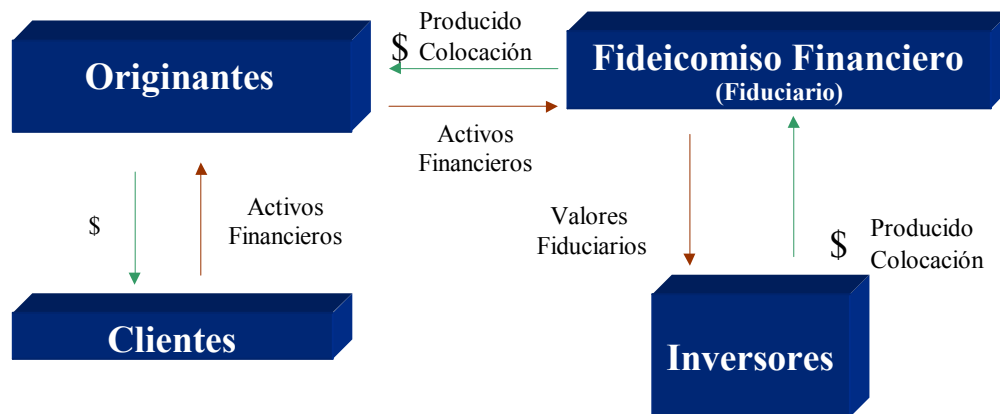 Originantes
$ Producido
Colocación
Fideicomiso Financiero
(Fiduciario)
Activos
Financieros
$
Activos
Financieros
Valores
Fiduciarios
$ Producido
Colocación
Clientes
Inversores